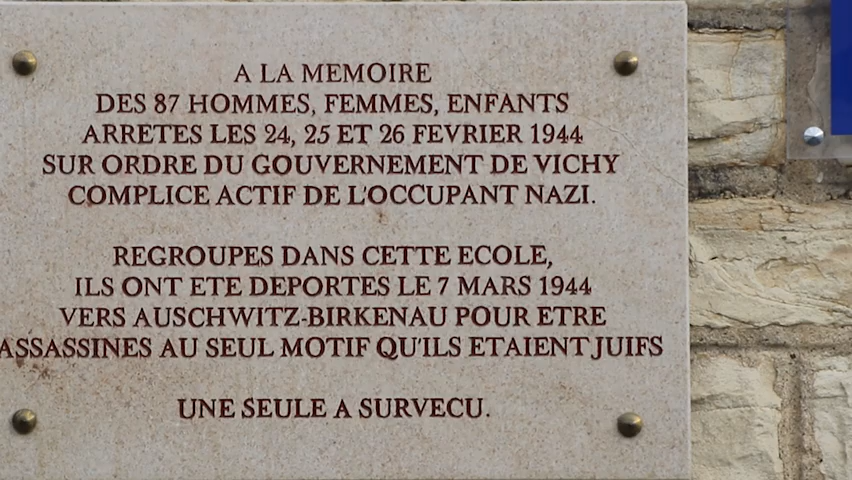 A LA MEMOIRE
DES 87 HOMMES, FEMMES, ENFANTS
ARRETES LES 24, 25 ET 26 FEVRIER 1944
SUR ORDRE DU GOUVERNEMENT DE VICHY
COMPLICE ACTIF DE L'OCCUPANT NAZI.
REGROUPES DANS CETTE ECOLE,
ILS ONT ETE DEPORTES LE 7 MARS 1944
VERS AUSCHWITZ-BIRKENAU POUR ETRE
ASSASSINES AU SEUL MOTIF QU'ILS ETAIENT JUIFS
UNE SEULE A SURVECU.